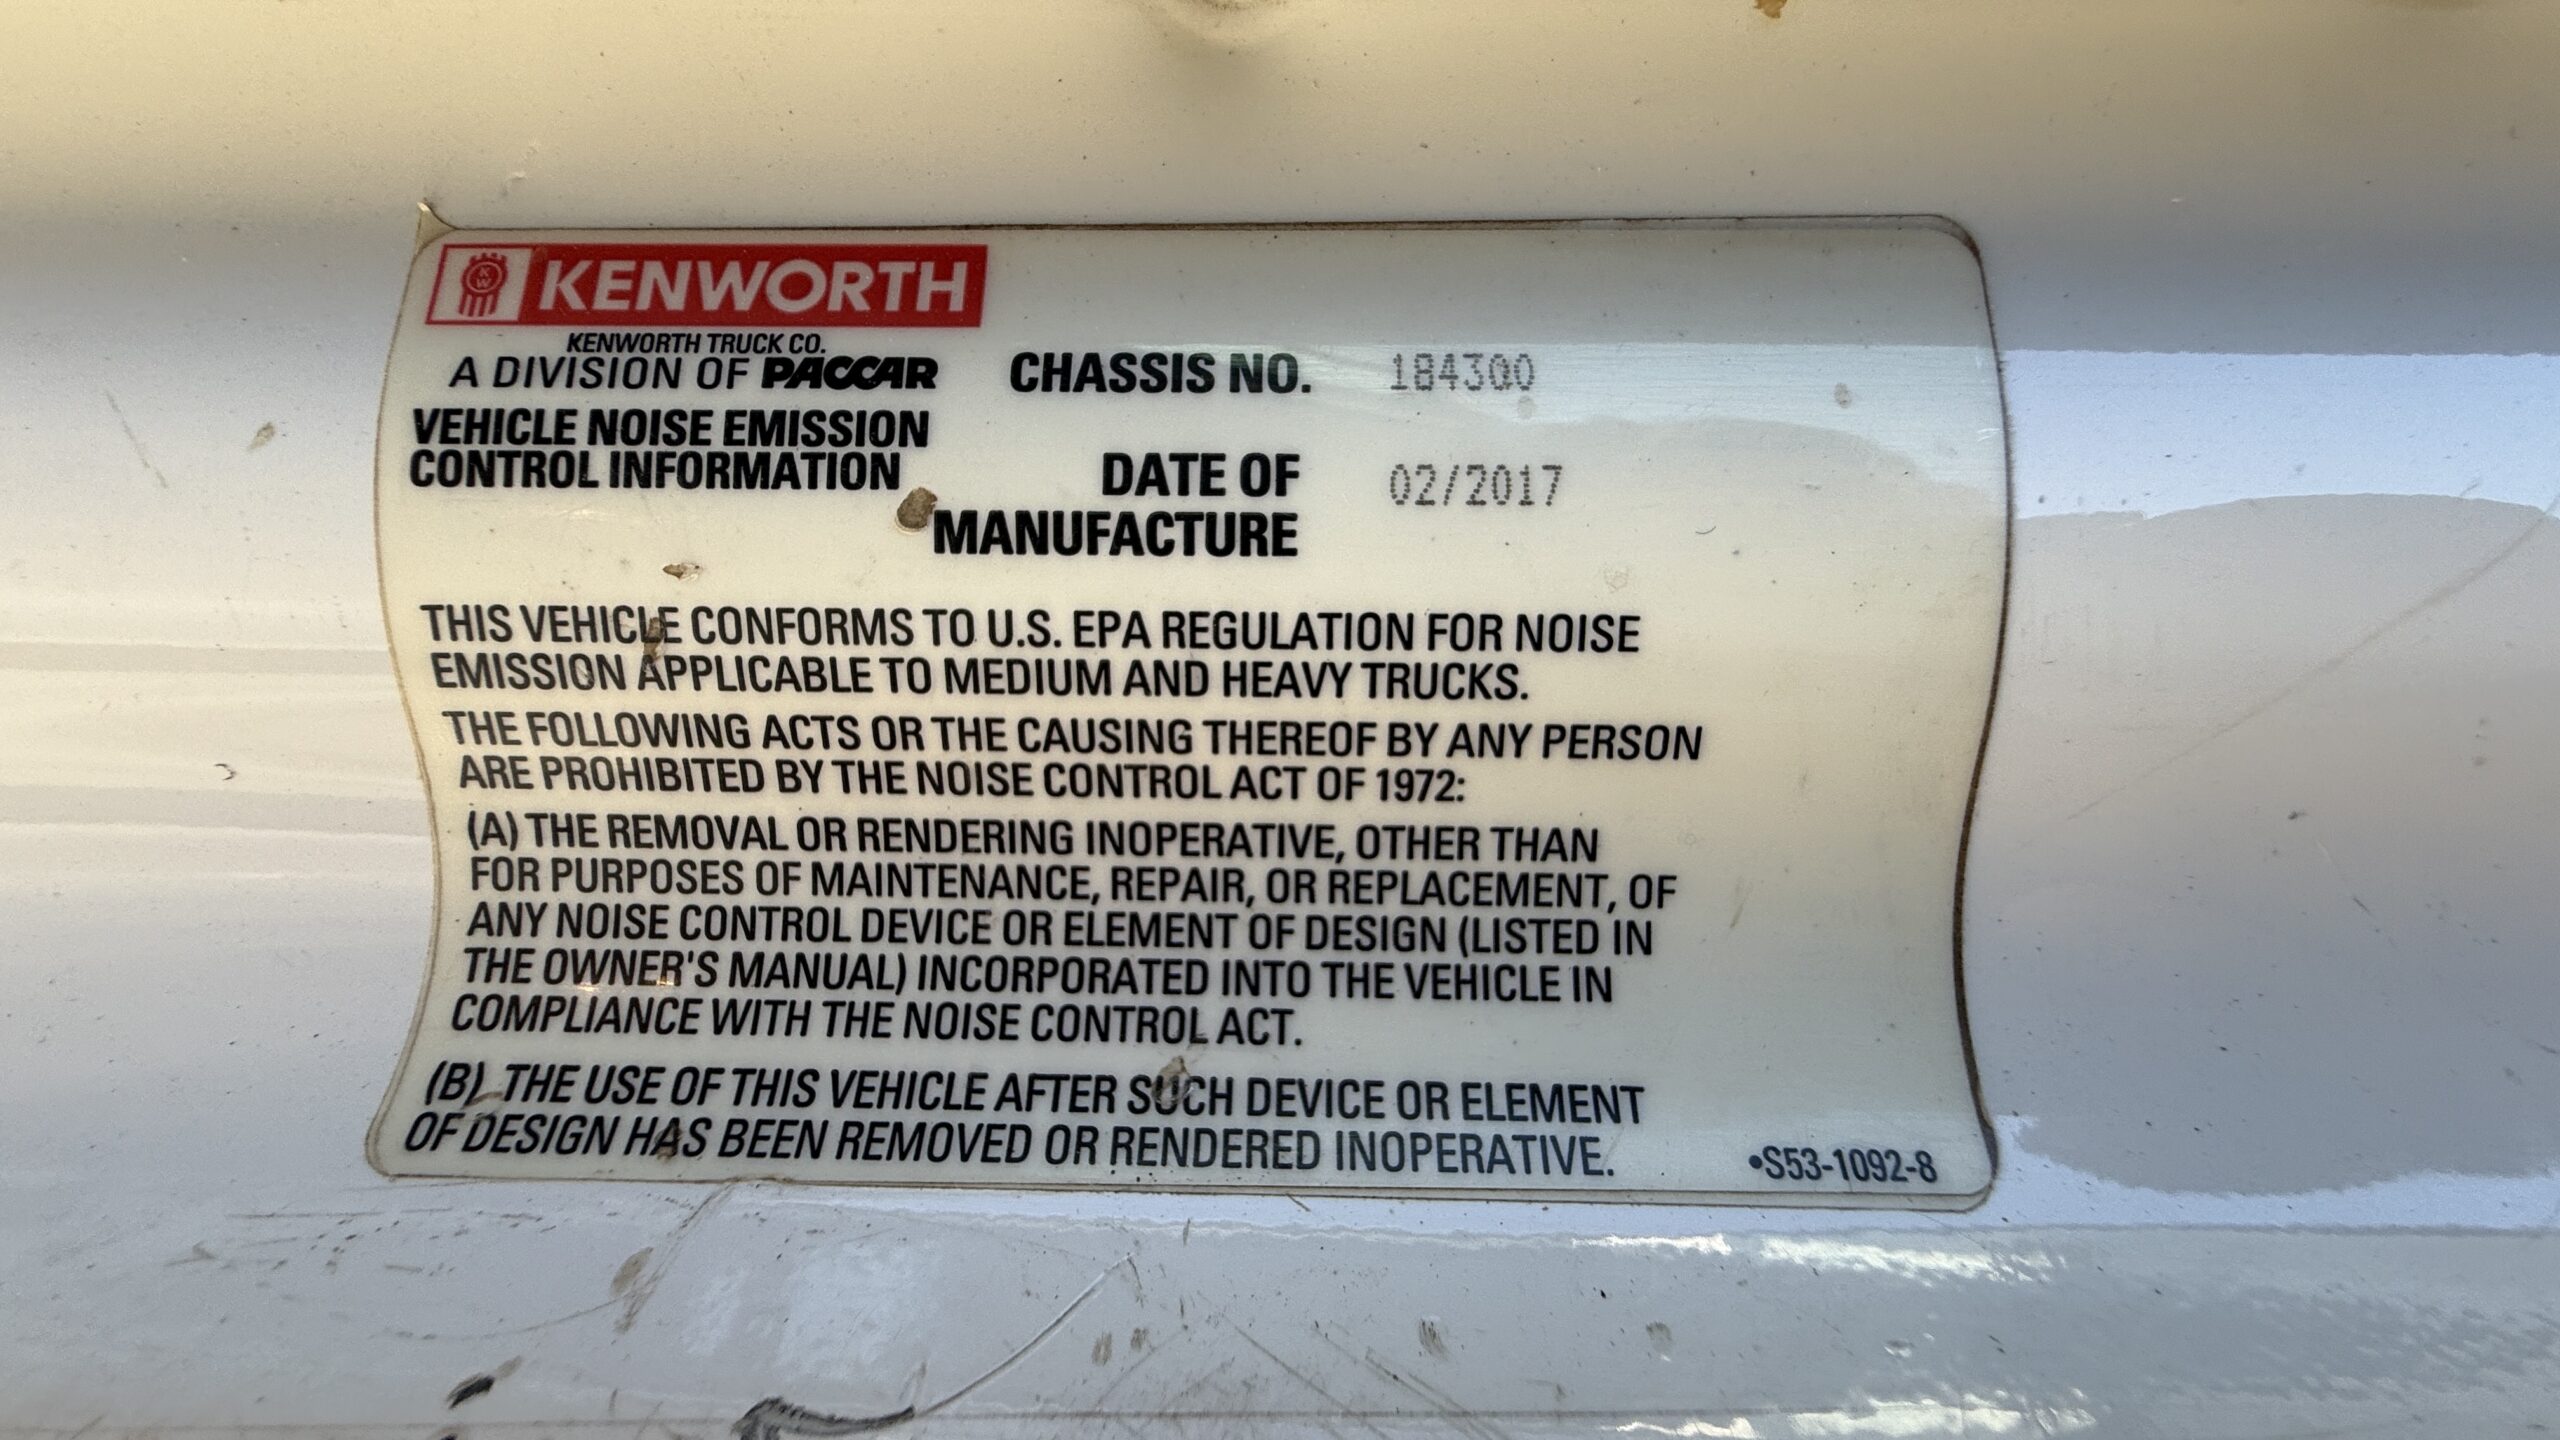 KENWORTH
KENWORTH TRUCK CO.
A DIVISION OF PACCAR
VEHICLE NOISE EMISSION
CONTROL INFORMATION
CHASSIS NO. 184300
DATE OF
MANUFACTURE
02/2017
THIS VEHICLE CONFORMS TO U.S. EPA REGULATION FOR NOISE
EMISSION APPLICABLE TO MEDIUM AND HEAVY TRUCKS.
THE FOLLOWING ACTS OR THE CAUSING THEREOF BY ANY PERSON
ARE PROHIBITED BY THE NOISE CONTROL ACT OF 1972:
(A) THE REMOVAL OR RENDERING INOPERATIVE, OTHER THAN
FOR PURPOSES OF MAINTENANCE, REPAIR, OR REPLACEMENT, OF
ANY NOISE CONTROL DEVICE OR ELEMENT OF DESIGN (LISTED IN
THE OWNER'S MANUAL) INCORPORATED INTO THE VEHICLE IN
COMPLIANCE WITH THE NOISE CONTROL ACT.
(B) THE USE OF THIS VEHICLE AFTER SUCH DEVICE OR ELEMENT
OF DESIGN HAS BEEN REMOVED OR RENDERED INOPERATIVE.
•S53-1092-8